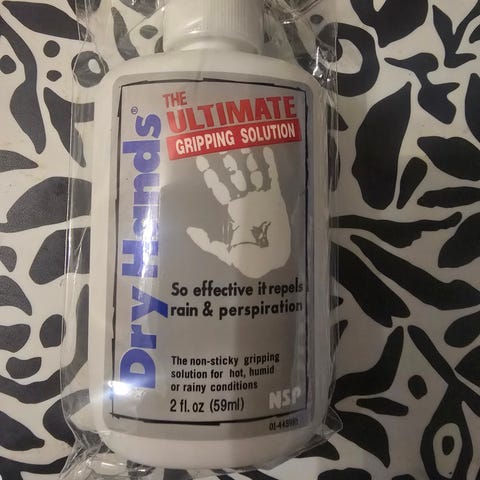 THE
ULTIMATE
GRIPPING SOLUTION
Dry Hands®
So effective it repels
rain & perspiration
The non-sticky gripping
solution for hot, humid
or rainy conditions
2 fl. oz (59ml)
NSP